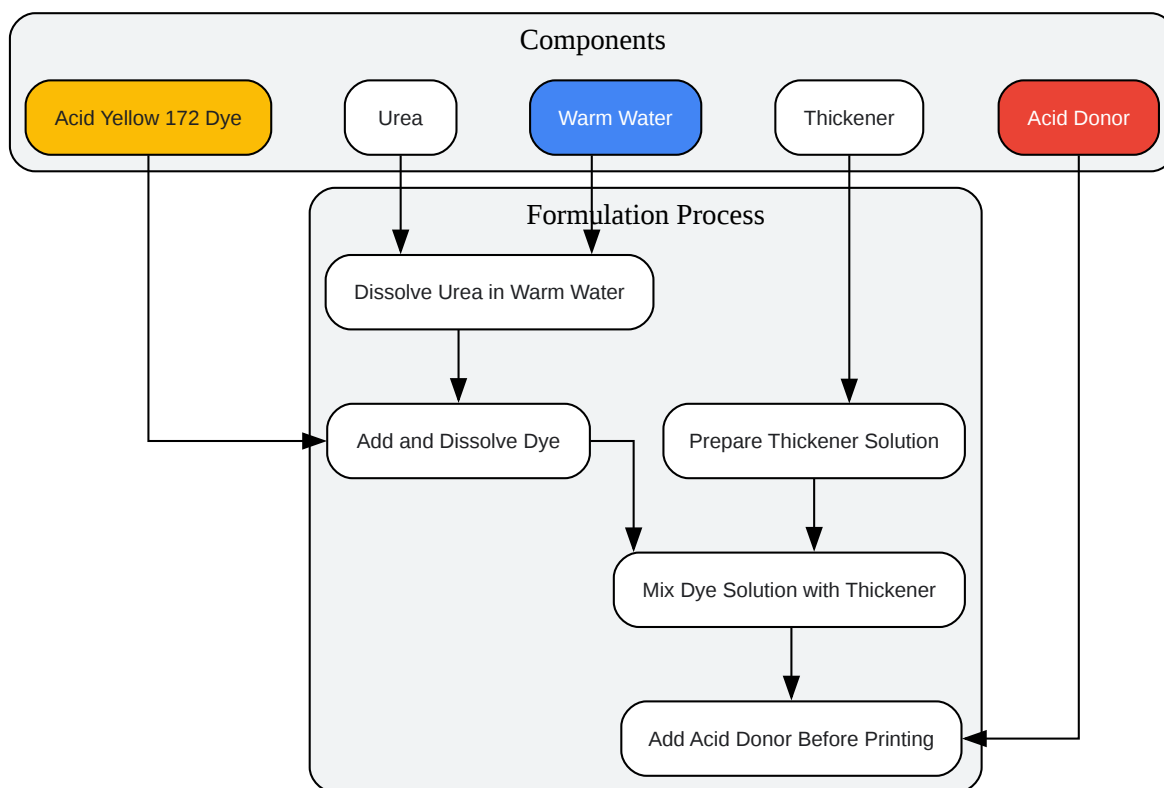 Components
Acid Yellow 172 Dye
Urea
Warm Water
Thickener
Acid Donor
Formulation Process
Dissolve Urea in Warm Water
Add and Dissolve Dye
Prepare Thickener Solution
Mix Dye Solution with Thickener
Add Acid Donor Before Printing